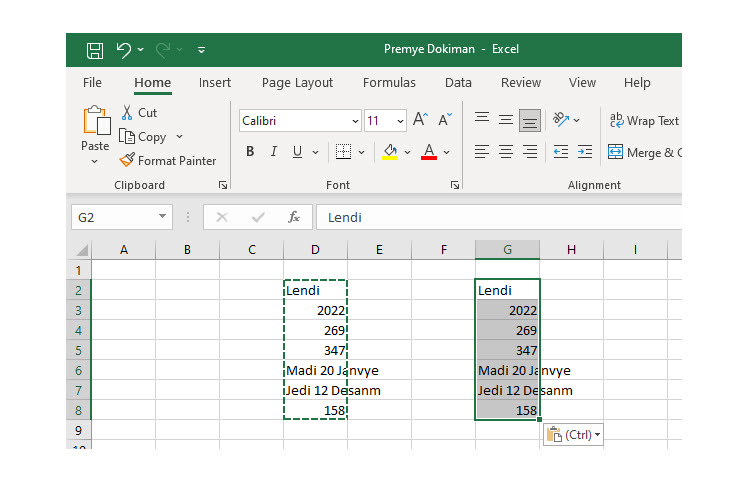 Premye Dokiman - Excel
File Home Insert Page Layout Formulas Data Review View Help
Cut
Copy
Format Painter
Paste
Calibri 11 A A
B I U A
ab Wrap Text
Merge & C
Clipboard Font Alignment
G2 fx Lendi
A B C D E F G H I
1
2 Lendi Lendi
3 2022 2022
4 269 269
5 347 347
6 Madi 20 Janvye Madi 20 Janvye
7 Jedi 12 Desanm Jedi 12 Desanm
8 158 158
9
(Ctrl)